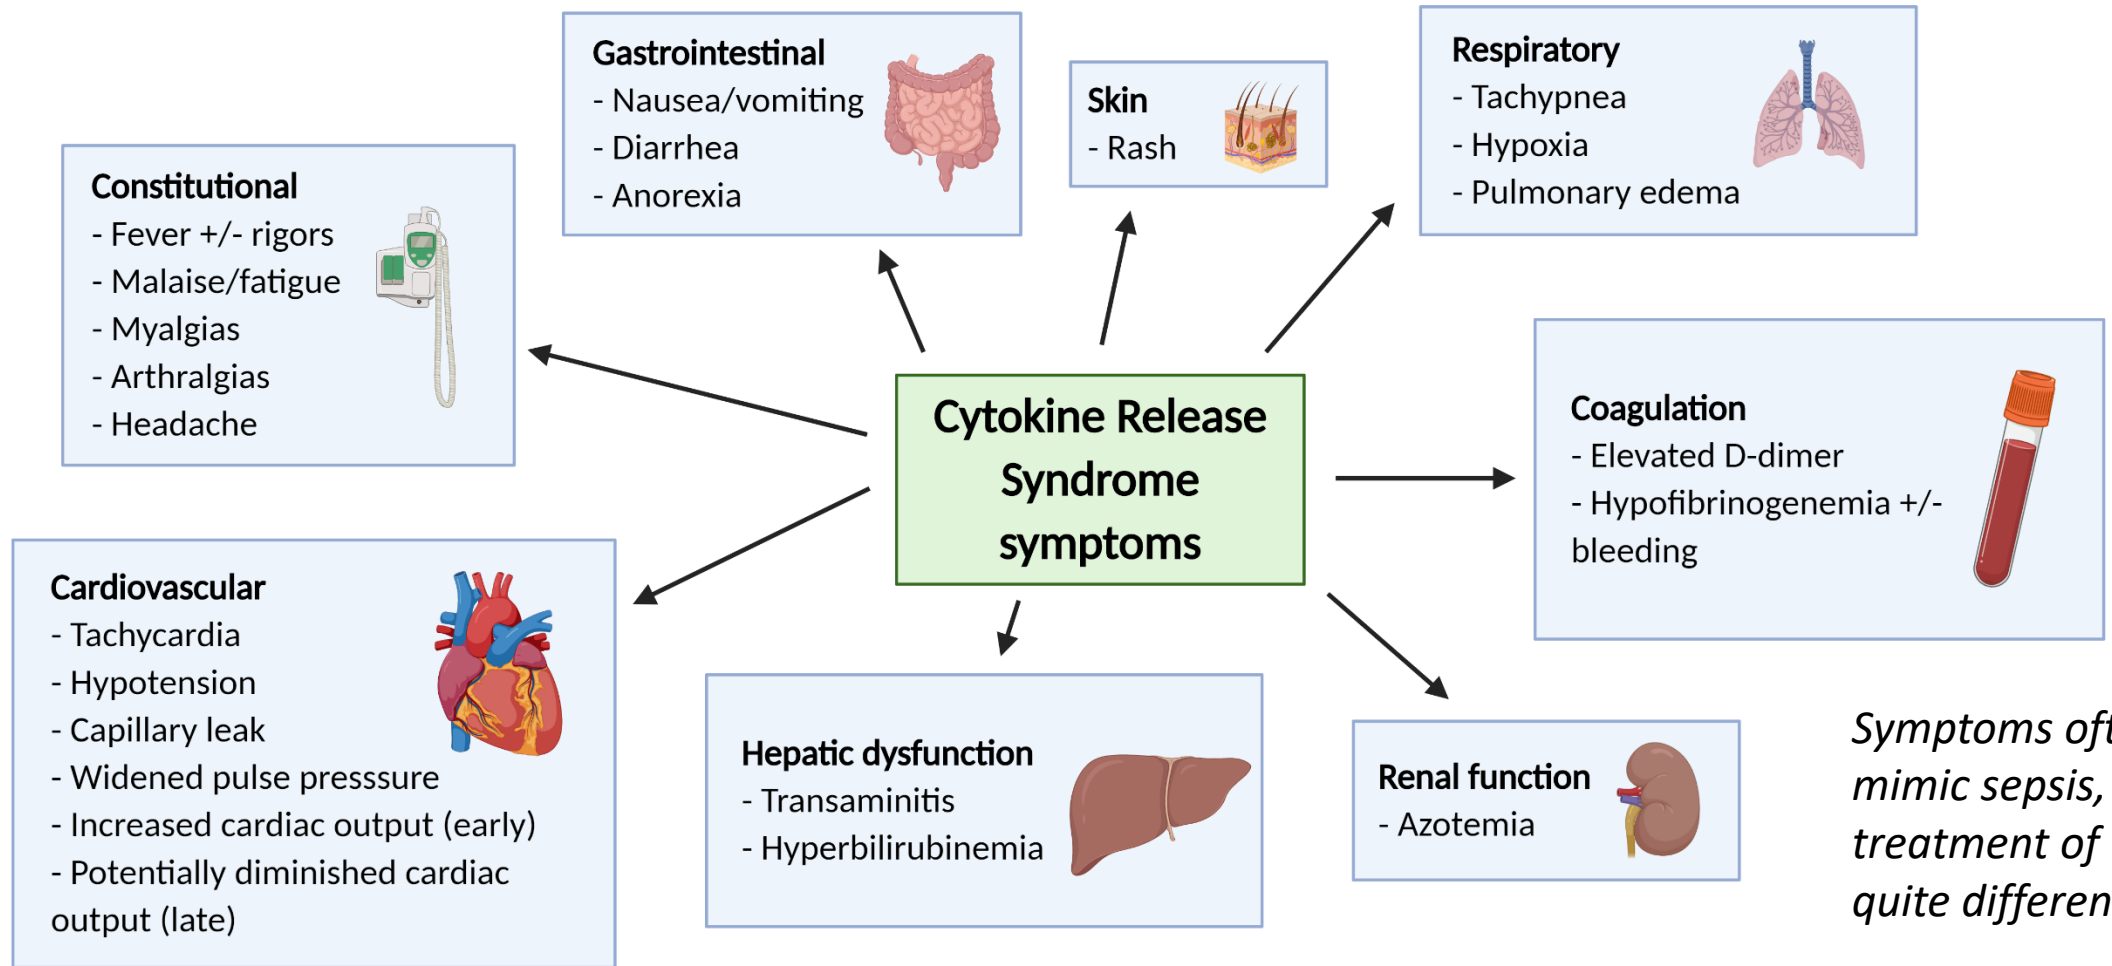 Gastrointestinal
- Nausea/vomiting
- Diarrhea
- Anorexia
Skin
- Rash
Respiratory
- Tachypnea
- Hypoxia
- Pulmonary edema
Constitutional
- Fever +/- rigors
- Malaise/fatigue
- Myalgias
- Arthralgias
- Headache
Cytokine Release
Syndrome
symptoms
Coagulation
- Elevated D-dimer
- Hypofibrinogenemia +/-
bleeding
Cardiovascular
- Tachycardia
- Hypotension
- Capillary leak
- Widened pulse presssure
- Increased cardiac output (early)
- Potentially diminished cardiac
output (late)
Hepatic dysfunction
- Transaminitis
- Hyperbilirubinemia
Renal function
- Azotemia
Symptoms
mimic sepsis,
treatment of
quite